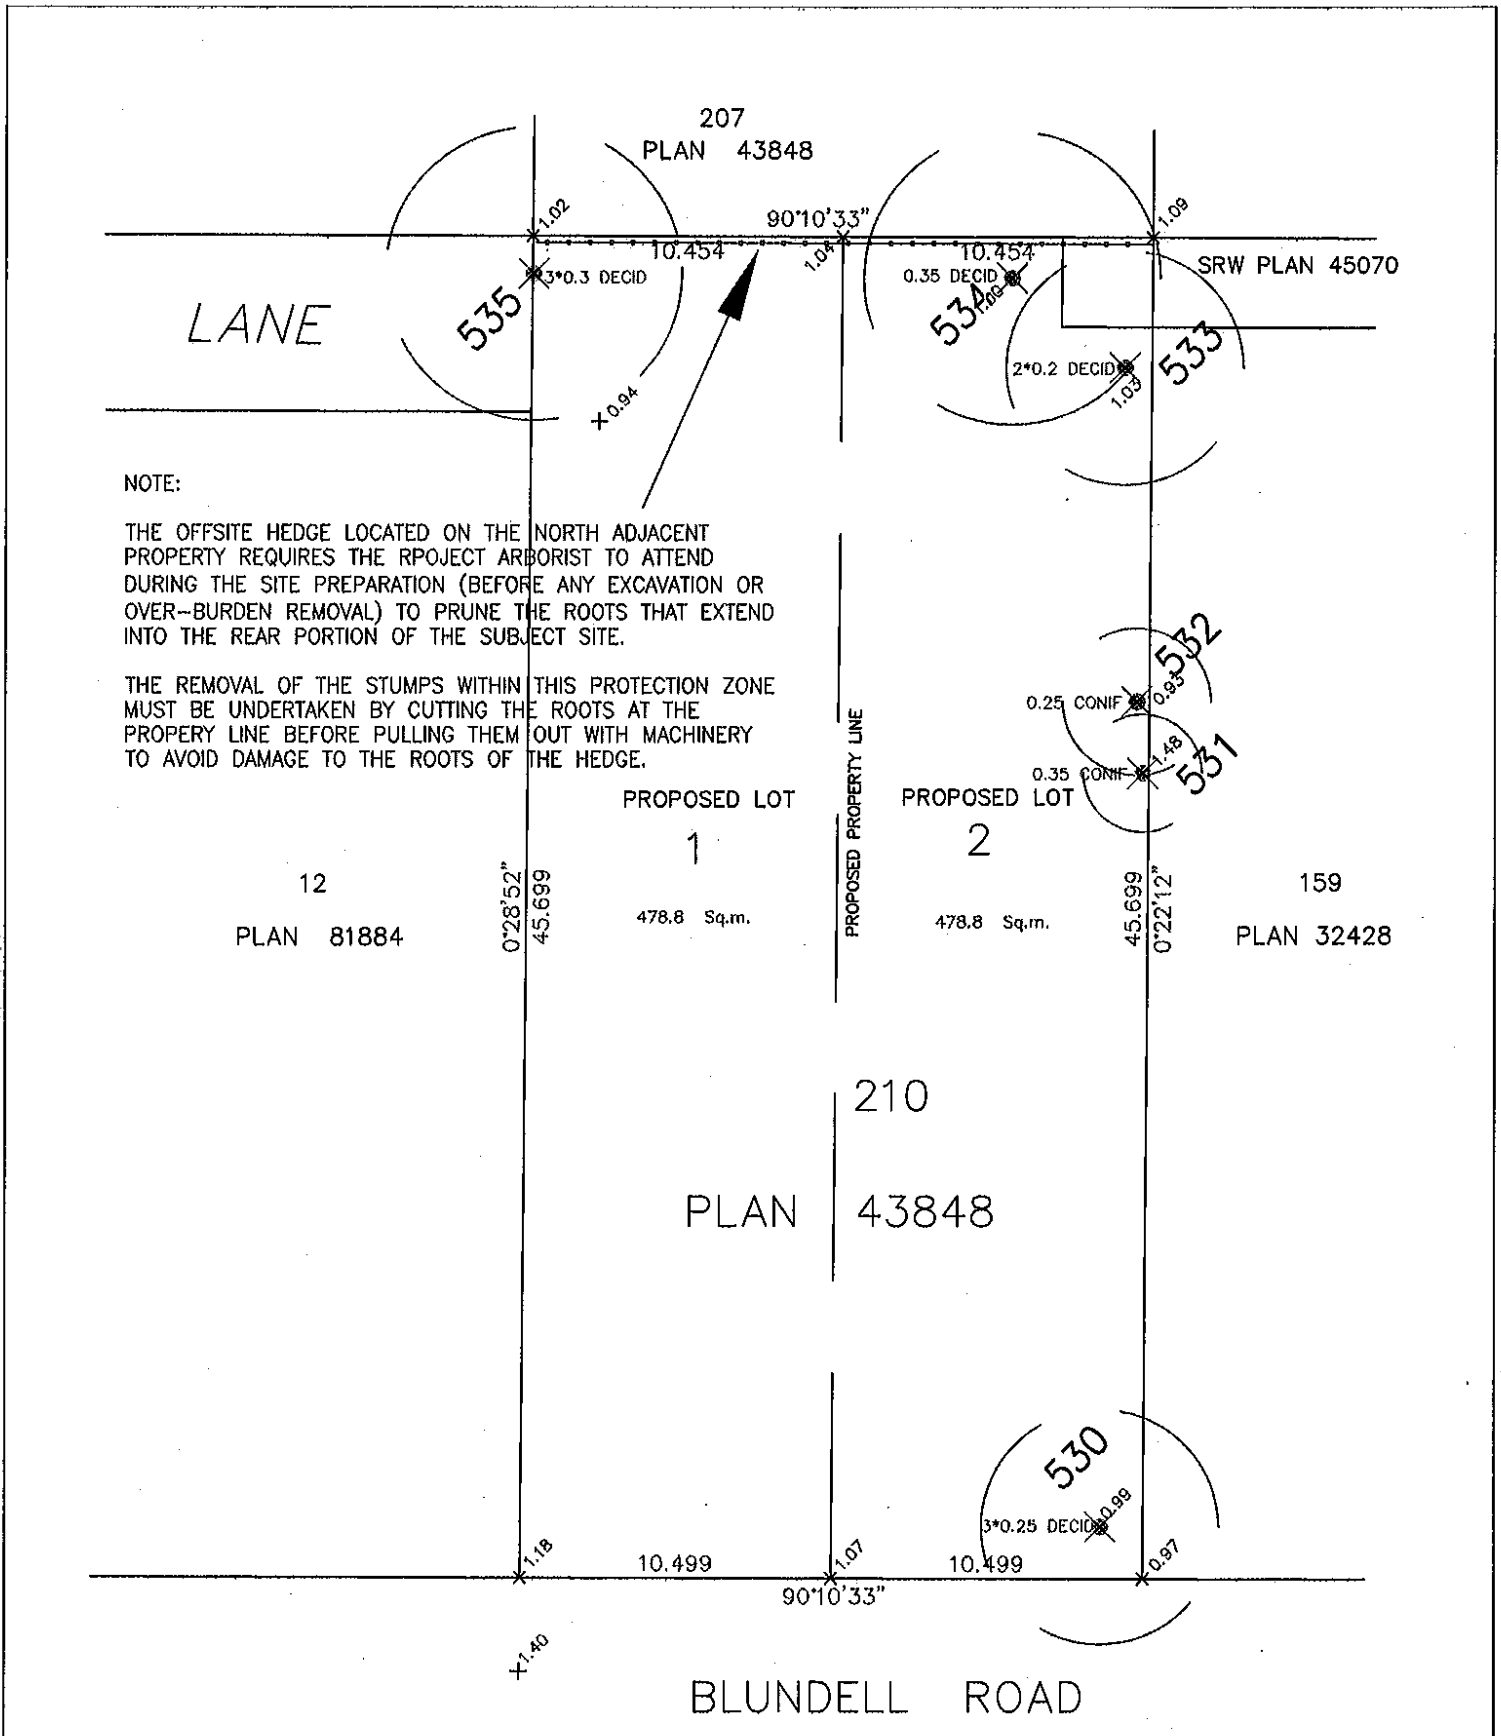 207
PLAN 43848
1.02
90°10'33"
1.09
10.454
1.04
10.454
SRW PLAN 45070
3*0.3 DECID
0.35 DECID
1.00
LANE
535
534
533
2*0.2 DECID
1.03
0.94
NOTE:
THE OFFSITE HEDGE LOCATED ON THE NORTH ADJACENT
PROPERTY REQUIRES THE RPOJECT ARBORIST TO ATTEND
DURING THE SITE PREPARATION (BEFORE ANY EXCAVATION OR
OVER-BURDEN REMOVAL) TO PRUNE THE ROOTS THAT EXTEND
INTO THE REAR PORTION OF THE SUBJECT SITE.
THE REMOVAL OF THE STUMPS WITHIN THIS PROTECTION ZONE
MUST BE UNDERTAKEN BY CUTTING THE ROOTS AT THE
PROPERY LINE BEFORE PULLING THEM OUT WITH MACHINERY
TO AVOID DAMAGE TO THE ROOTS OF THE HEDGE.
532
0.25 CONIF
0.93
1.48
531
0.35 CONIF
PROPOSED PROPERTY LINE
PROPOSED LOT
1
478.8 Sq.m.
PROPOSED LOT
2
478.8 Sq.m.
12
PLAN 81884
0°28'52"
45.699
45.699
0°22'12"
159
PLAN 32428
210
PLAN 43848
530
0.99
3*0.25 DECID
1.18
10.499
1.07
10.499
0.97
90°10'33"
1.40
BLUNDELL ROAD